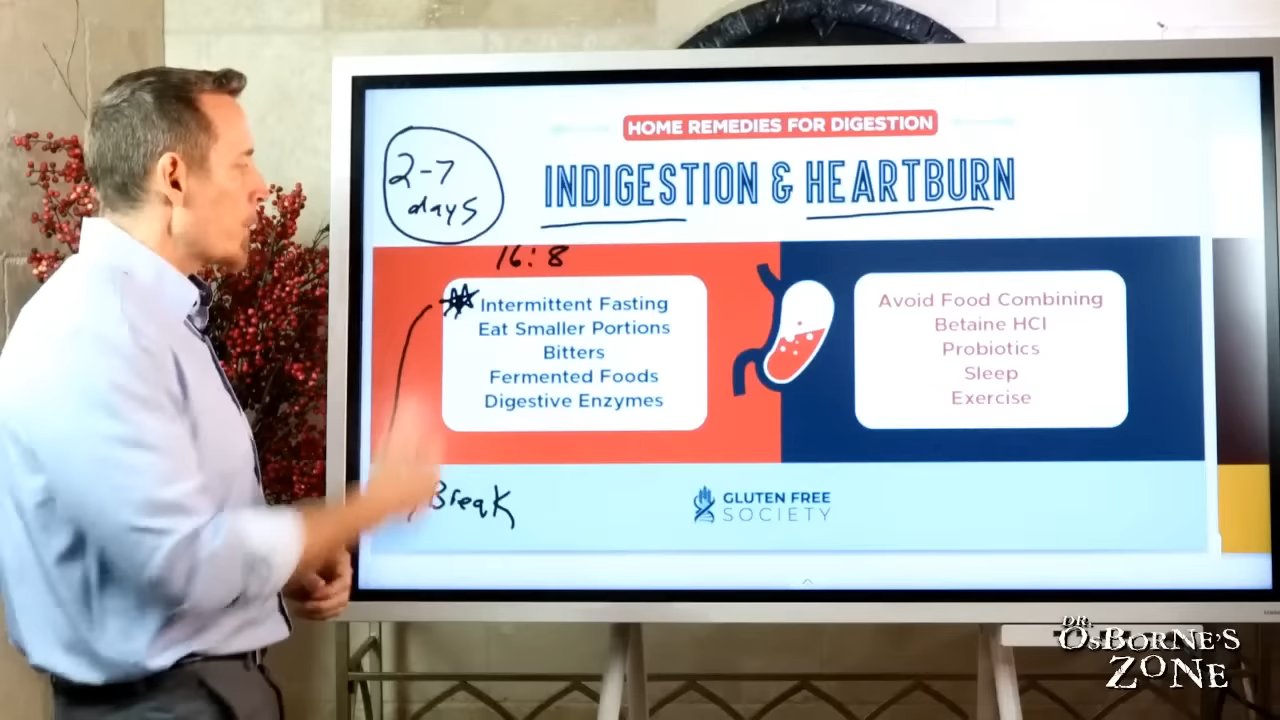 HOME REMEDIES FOR DIGESTION
INDIGESTION & HEARTBURN
2-7
days
16:8
Intermittent Fasting
Eat Smaller Portions
Bitters
Fermented Foods
Digestive Enzymes
Avoid Food Combining
Betaine HCl
Probiotics
Sleep
Exercise
Break
GLUTEN FREE
SOCIETY
DR.
OSBORNE'S
ZONE